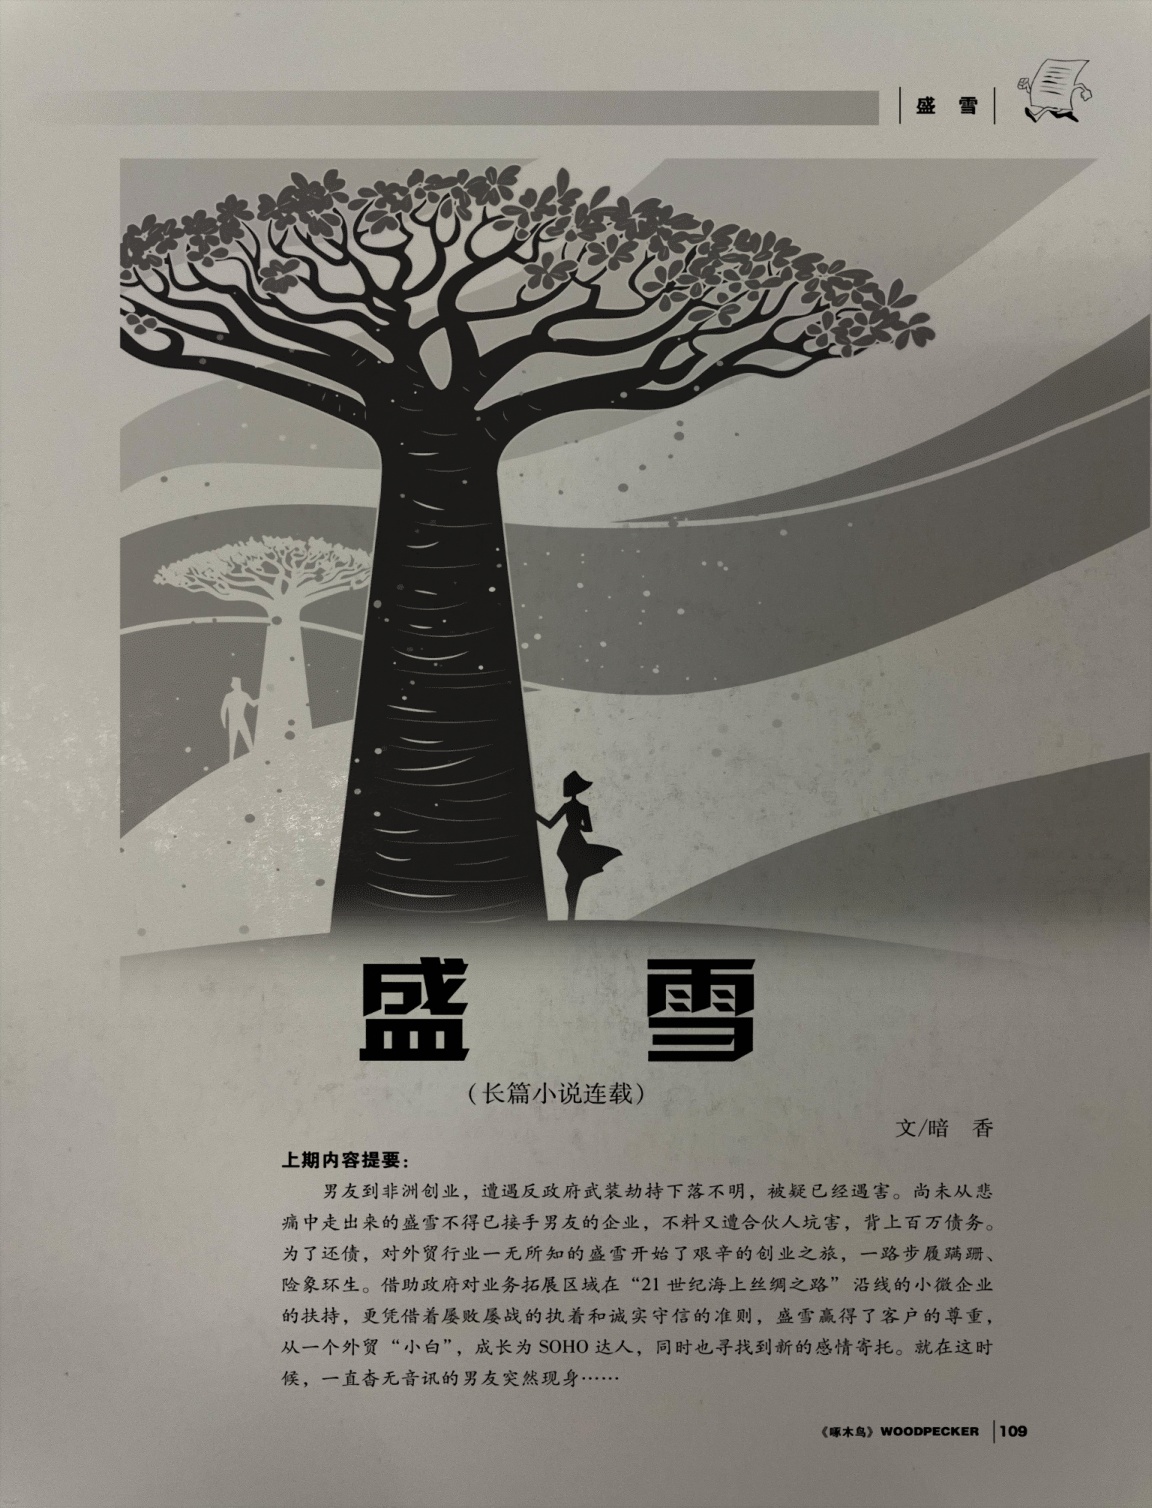 盛 雪
盛 雪
（长篇小说连载）
文/暗 香
上期内容提要：
男友到非洲创业，遭遇反政府武装劫持下落不明，被疑已经遇害。尚未从悲
痛中走出来的盛雪不得已接手男友的企业，不料又遭合伙人坑害，背上百万债务。
为了还债，对外贸行业一无所知的盛雪开始了艰辛的创业之旅，一路步履蹒跚、
险象环生。借助政府对业务拓展区域在“21 世纪海上丝绸之路” 沿线的小微企业
的扶持，更凭借着屡败屡战的执着和诚实守信的准则，盛雪赢得了客户的尊重，
从一个外贸“小白”，成长为 SOHO 达人，同时也寻找到新的感情寄托。就在这时
候，一直杳无音讯的男友突然现身……
《啄木鸟》WOODPECKER 109